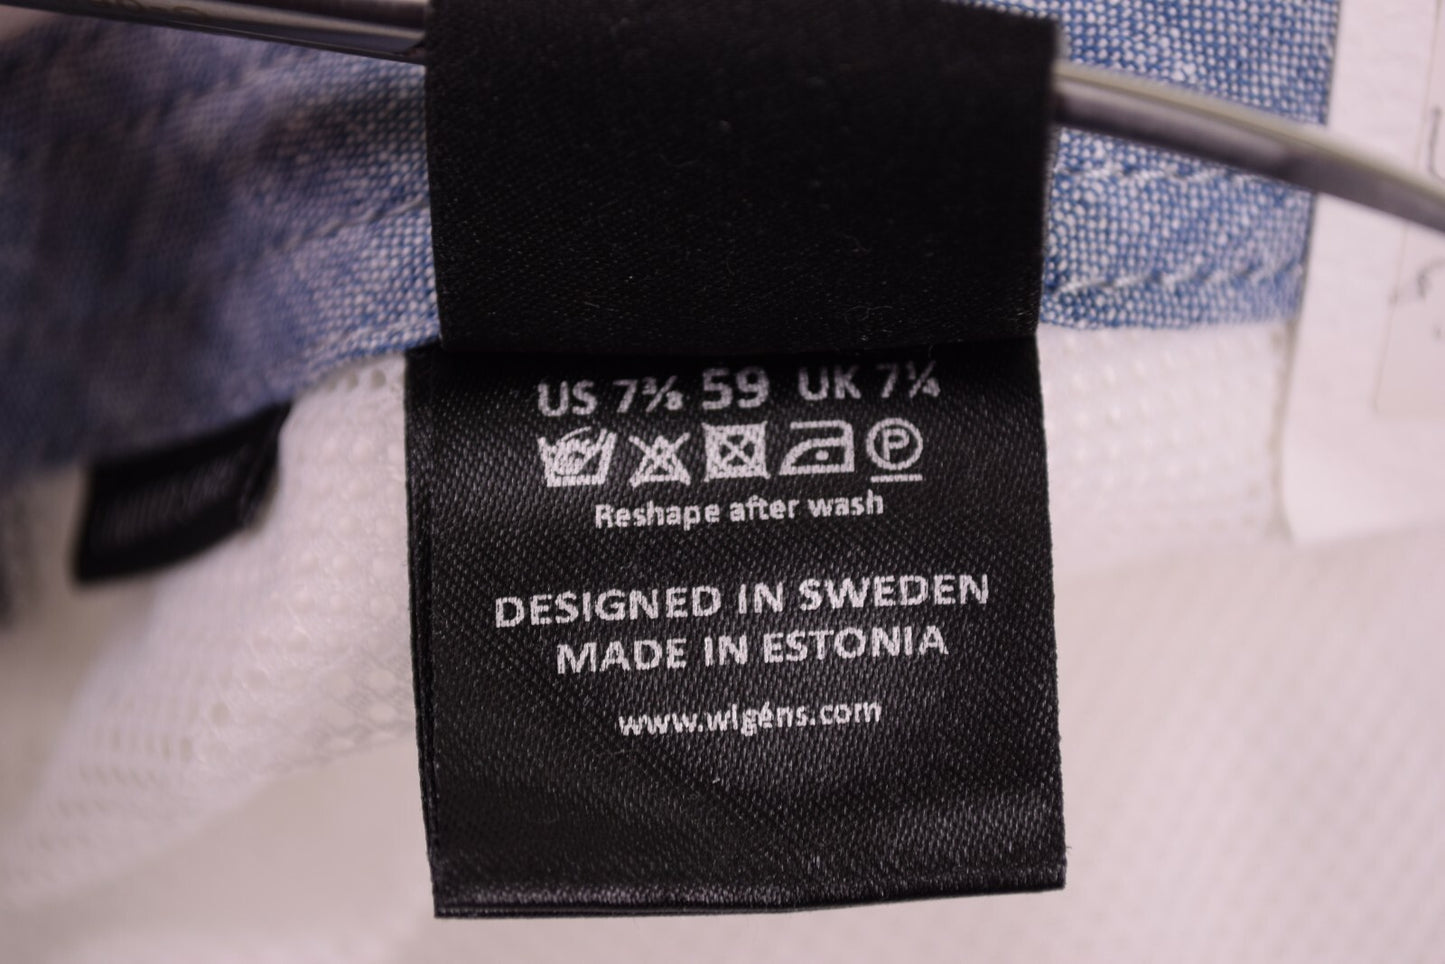 US 7⅜ 59 UK 7¼
P
Reshape after wash
DESIGNED IN SWEDEN
MADE IN ESTONIA
www.wigéns.com